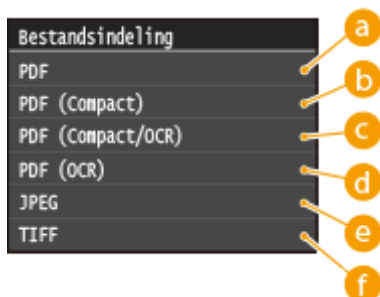 Bestandsindeling
PDF a
PDF (Compact) b
PDF (Compact/OCR) c
PDF (OCR) d
JPEG e
TIFF f